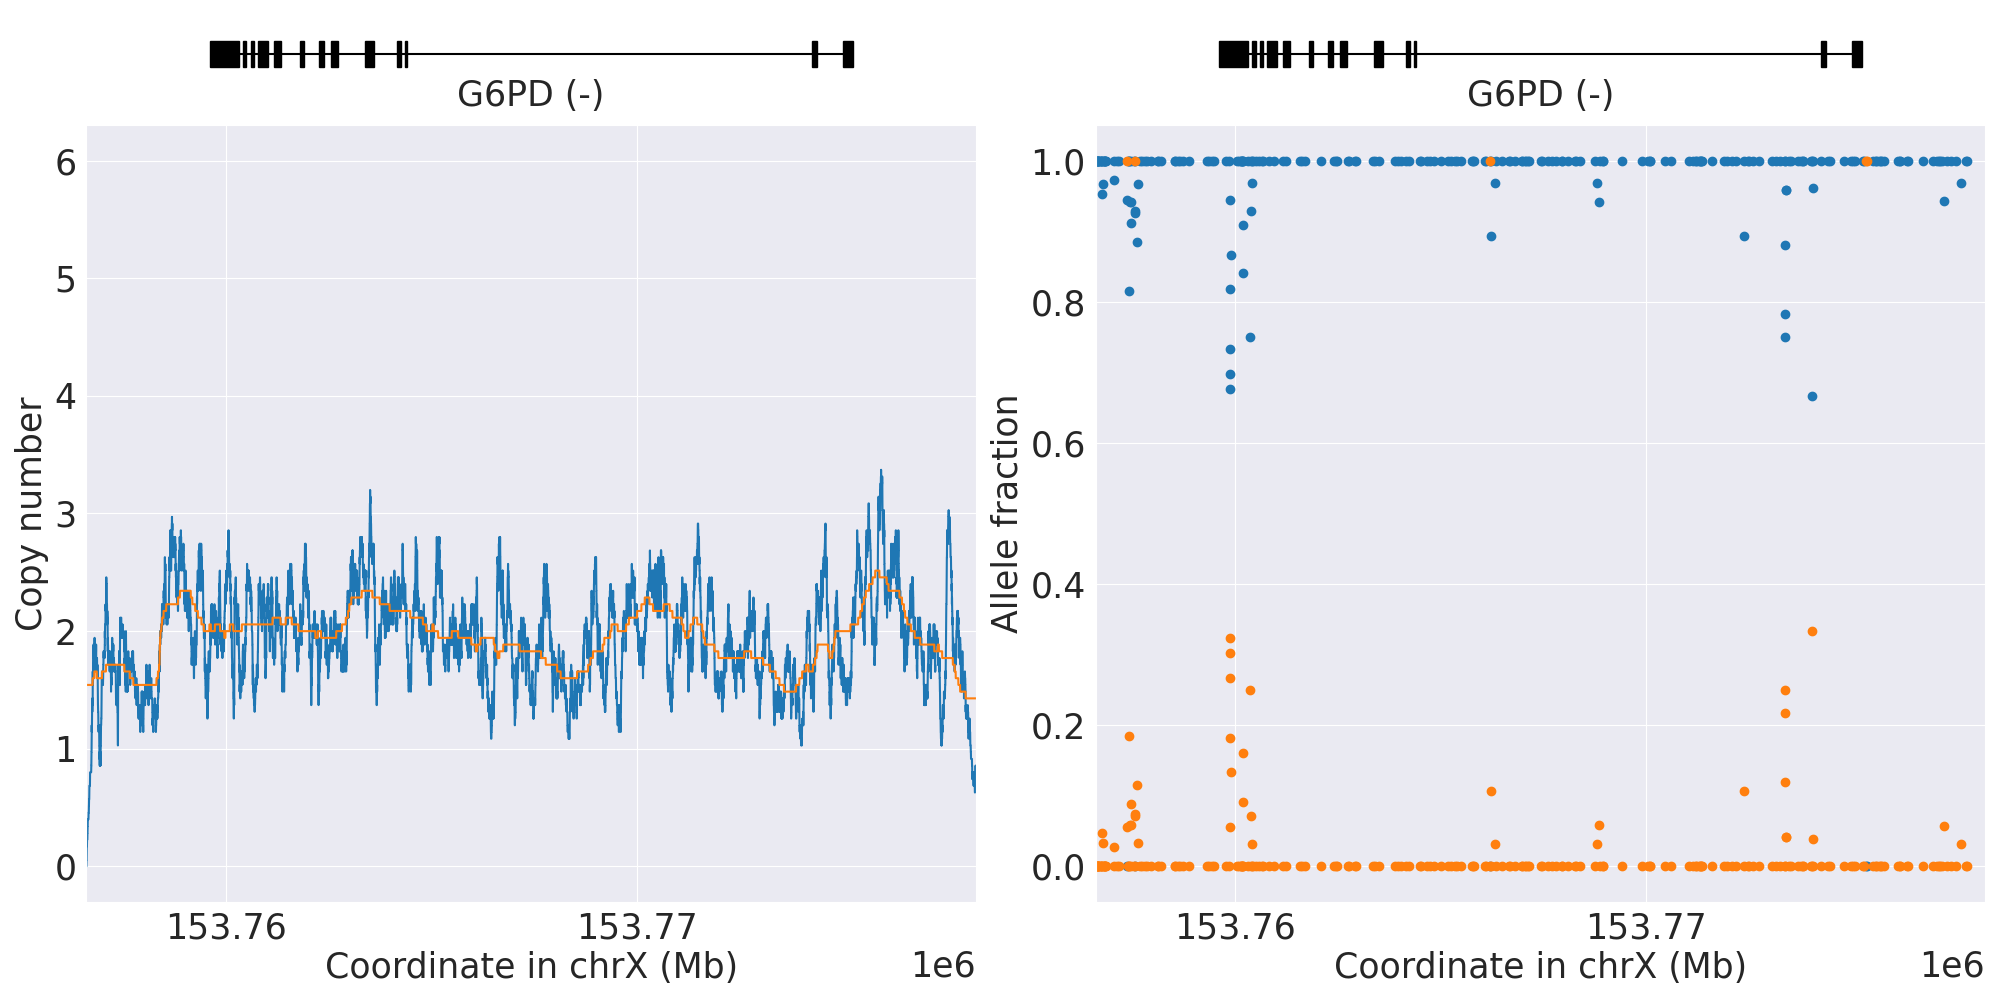 G6PD (-)
G6PD (-)
Copy number
6
5
4
3
2
1
0
153.76
153.77
Coordinate in chrX (Mb)
1e6
Allele fraction
1.0
0.8
0.6
0.4
0.2
0.0
153.76
153.77
Coordinate in chrX (Mb)
1e6